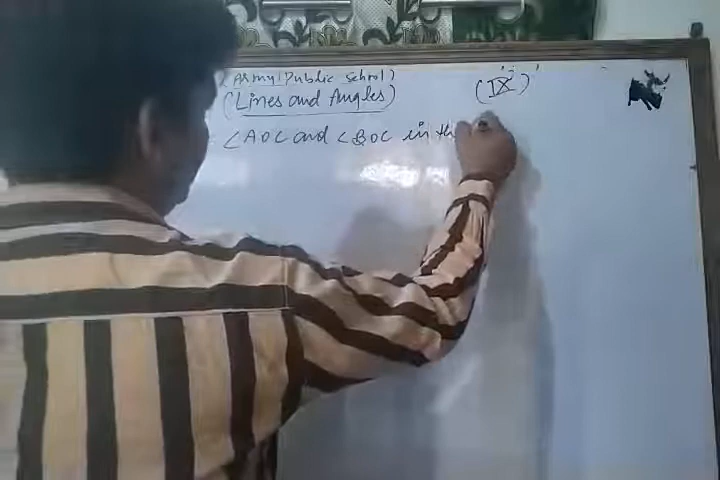 (Army Public School)
(Lines and Angles)
(IX)
∠AOC and ∠BOC in th